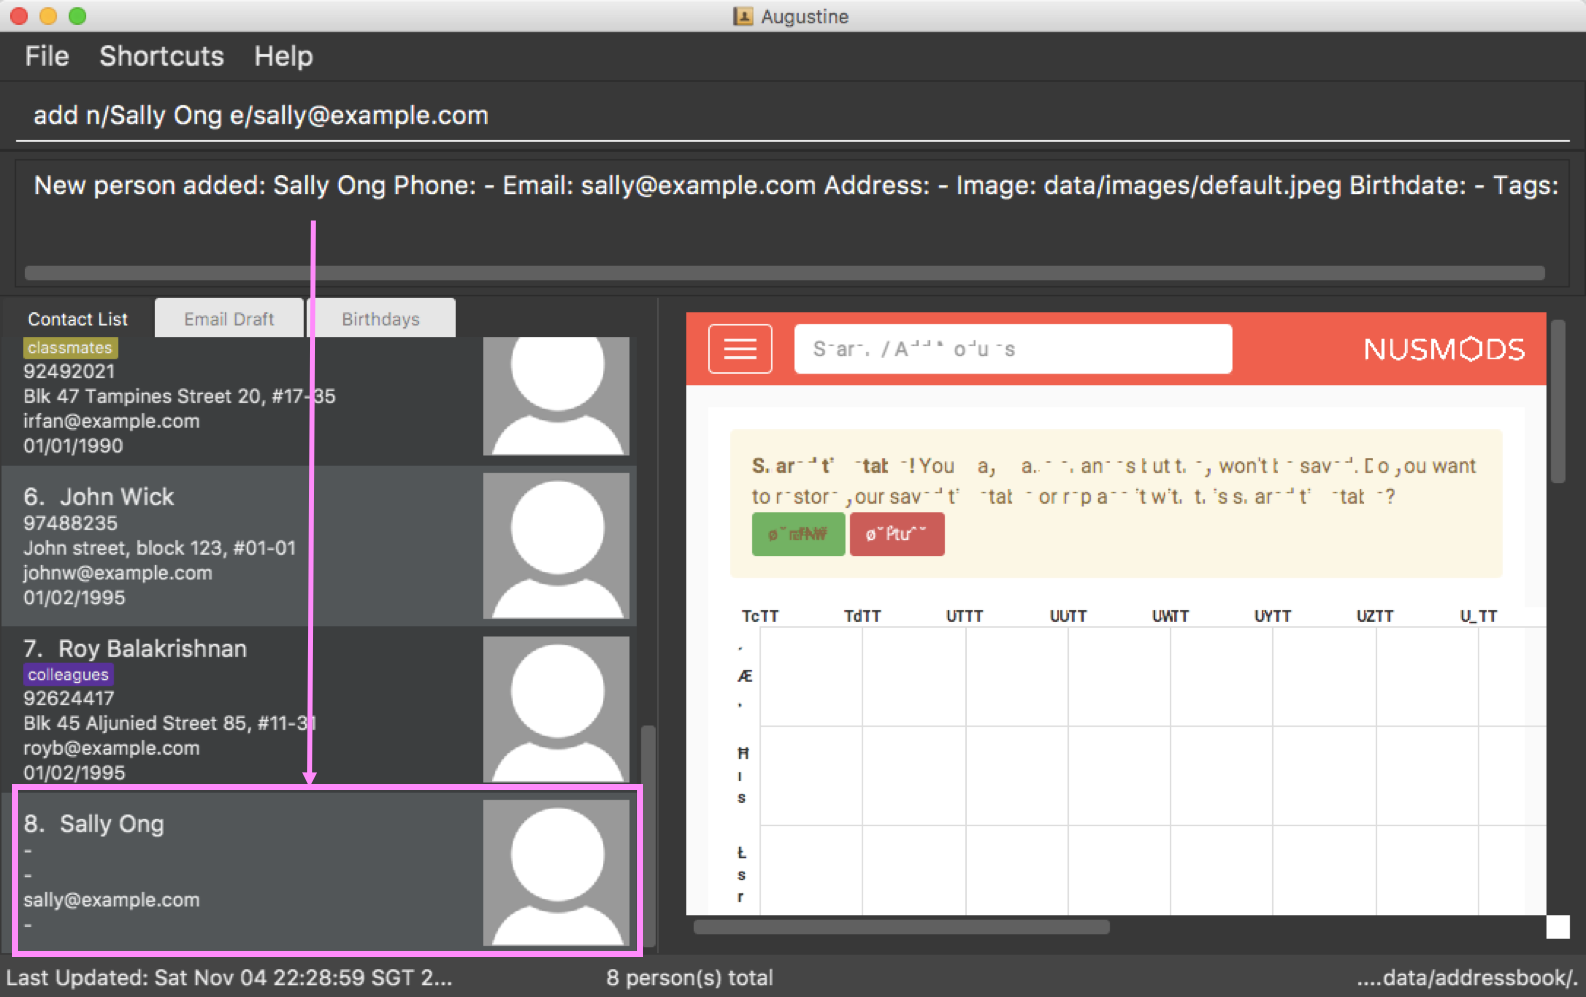 Augustine
File Shortcuts Help
add n/Sally Ong e/sally@example.com
New person added: Sally Ong Phone: - Email: sally@example.com Address: - Image: data/images/default.jpeg Birthdate: - Tags:
Contact List Email Draft Birthdays
classmates
92492021
Blk 47 Tampines Street 20, #17-35
irfan@example.com
01/01/1990
6. John Wick
97488235
John street, block 123, #01-01
johnw@example.com
01/02/1995
7. Roy Balakrishnan
colleagues
92624417
Blk 45 Aljunied Street 85, #11-31
royb@example.com
01/02/1995
8. Sally Ong
-
-
sally@example.com
-
NUSMODS
You
won't
want
to
or
TcTT TdTT UTTT UUTT UWTT UYTT UZTT U_TT
Æ
Ħ
ı
s
Ł
s
r
Last Updated: Sat Nov 04 22:28:59 SGT 2... 8 person(s) total ....data/addressbook/.